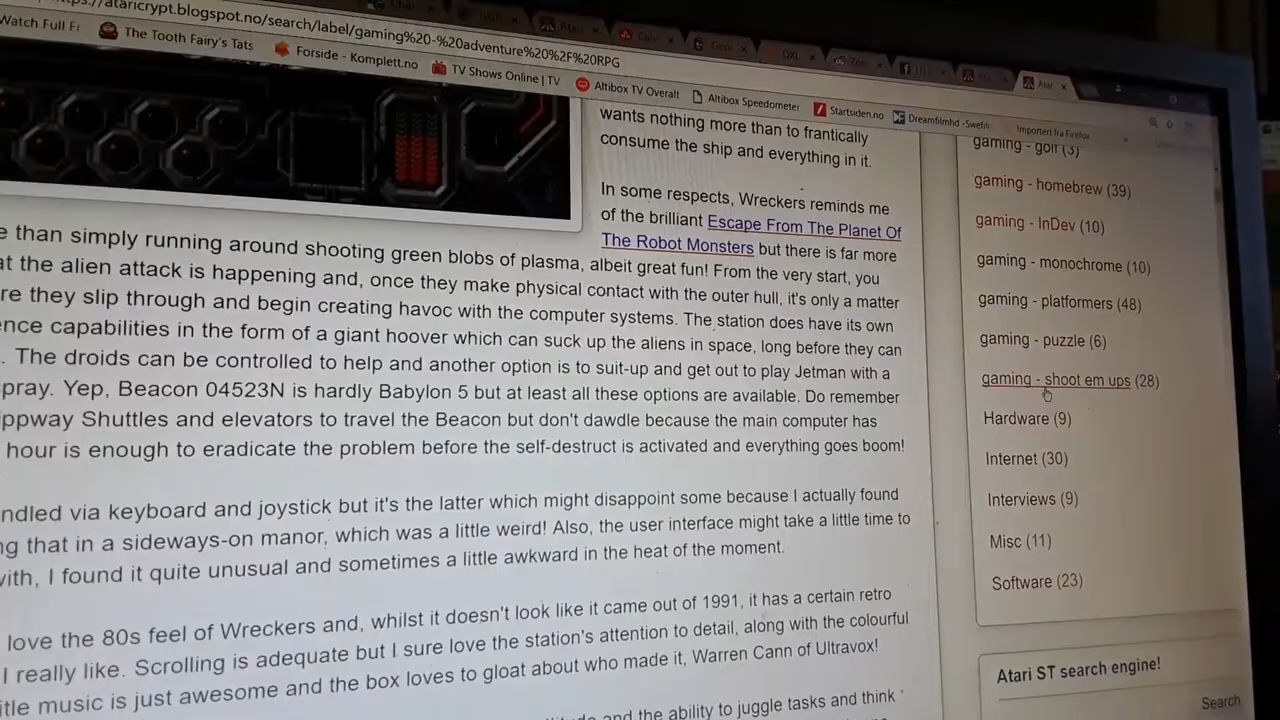 ataricrypt.blogspot.no/search/label/gaming%20-%20adventure%20%2F%20RPG
Watch Full
The Tooth Fairy's Tats
Forside - Komplett.no
TV Shows Online | TV
Altibox TV Overalt
Altibox Speedometer
Startsiden.no
Dreamfilmhd -Swefilr
Importert fra Firefox
wants nothing more than to frantically
consume the ship and everything in it.
In some respects, Wreckers reminds me
of the brilliant Escape From The Planet Of
The Robot Monsters but there is far more
e than simply running around shooting green blobs of plasma, albeit great fun! From the very start, you
at the alien attack is happening and, once they make physical contact with the outer hull, it's only a matter
re they slip through and begin creating havoc with the computer systems. The station does have its own
ence capabilities in the form of a giant hoover which can suck up the aliens in space, long before they can
. The droids can be controlled to help and another option is to suit-up and get out to play Jetman with a
pray. Yep, Beacon 04523N is hardly Babylon 5 but at least all these options are available. Do remember
ippway Shuttles and elevators to travel the Beacon but don't dawdle because the main computer has
hour is enough to eradicate the problem before the self-destruct is activated and everything goes boom!
ndled via keyboard and joystick but it's the latter which might disappoint some because I actually found
ng that in a sideways-on manor, which was a little weird! Also, the user interface might take a little time to
with, I found it quite unusual and sometimes a little awkward in the heat of the moment.
love the 80s feel of Wreckers and, whilst it doesn't look like it came out of 1991, it has a certain retro
I really like. Scrolling is adequate but I sure love the station's attention to detail, along with the colourful
itle music is just awesome and the box loves to gloat about who made it, Warren Cann of Ultravox!
and the ability to juggle tasks and think
gaming - golf (3)
gaming - homebrew (39)
gaming - InDev (10)
gaming - monochrome (10)
gaming - platformers (48)
gaming - puzzle (6)
gaming - shoot em ups (28)
Hardware (9)
Internet (30)
Interviews (9)
Misc (11)
Software (23)
Atari ST search engine!
Search